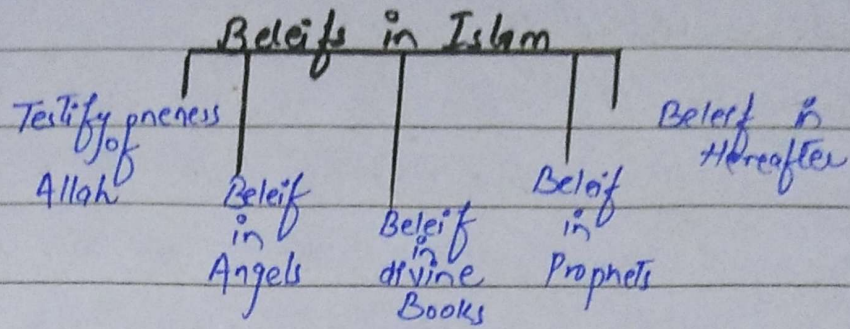 Beleifs in Islam
Testify oneness
of
Allah
Beleif
in
Angels
Beleif
in
divine
Books
Beleif
in
Prophets
Beleif in
Hereafter